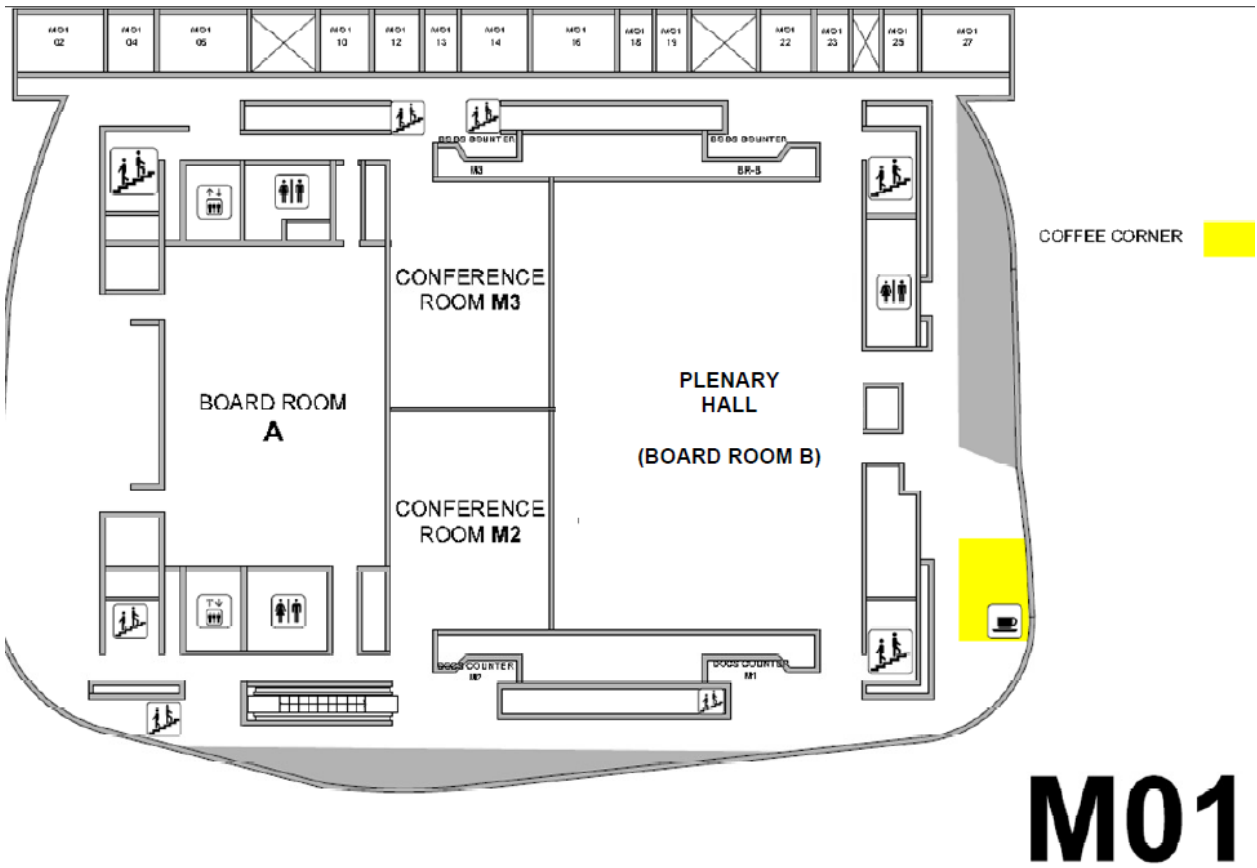 M01
02
M01
04
M01
05
M01
10
M01
12
M01
13
M01
14
M01
16
M01
18
M01
19
M01
22
M01
23
M01
25
M01
27
DOCS COUNTER
M3
DOCS COUNTER
BR-B
COFFEE CORNER
CONFERENCE
ROOM M3
BOARD ROOM
A
PLENARY
HALL
(BOARD ROOM B)
CONFERENCE
ROOM M2
DOCS COUNTER
M2
DOCS COUNTER
M1
M01